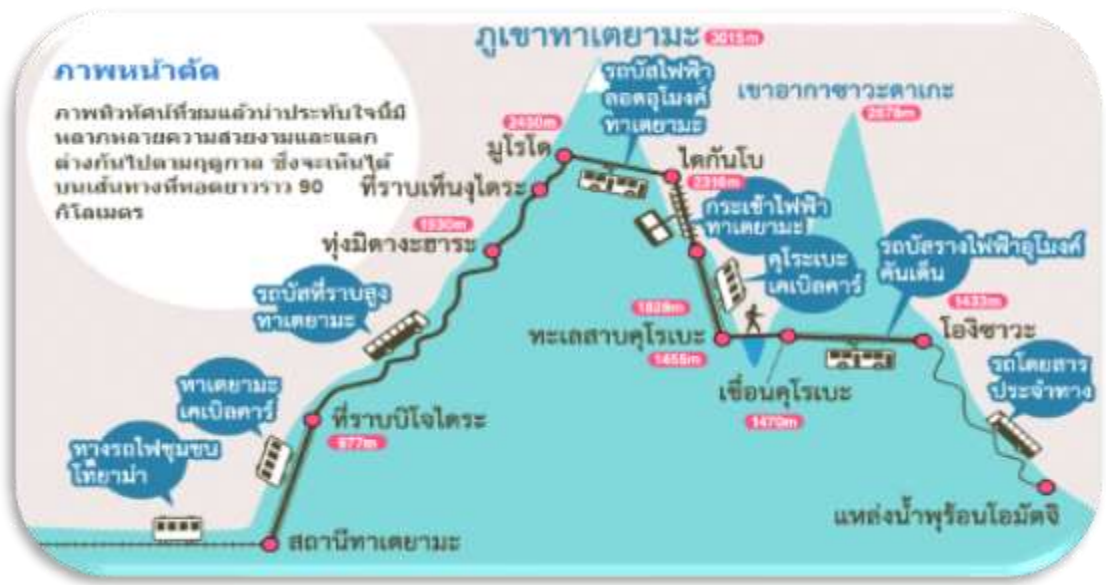 ภาพหน้าตัด
ภาพทิวทัศน์ที่ชมแล้วน่าประทับใจนี้มี
หลากหลายความสวยงามและแตก
ต่างกันไปตามฤดูกาล ซึ่งจะเห็นได้
บนเส้นทางที่ทอดยาวราว 90
กิโลเมตร
ภูเขาทาเตยามะ 3015m
รถบัสไฟฟ้า
ลอดอุโมงค์
ทาเตยามะ
เขาอากาซาวะดาเกะ
2678m
2450m
มูโรโด
ไดกันโบ
2316m
ที่ราบเท็นงุไดระ
กระเช้าไฟฟ้า
ทาเตยามะ
1930m
ทุ่งมิดางะฮาระ
คุโระเบะ
เคเบิลคาร์
รถบัสรางไฟฟ้าอุโมงค์
คันเด็น
รถบัสที่ราบสูง
ทาเตยามะ
1828m
1433m
ทะเลสาบคุโรเบะ
1455m
โองิซาวะ
เขื่อนคุโรเบะ
1470m
รถโดยสาร
ประจำทาง
ทาเตยามะ
เคเบิลคาร์
ที่ราบบิโจไดระ
977m
ทางรถไฟชุมชน
โทยาม่า
แหล่งน้ำพุร้อนโอมัตจิ
สถานีทาเตยามะ